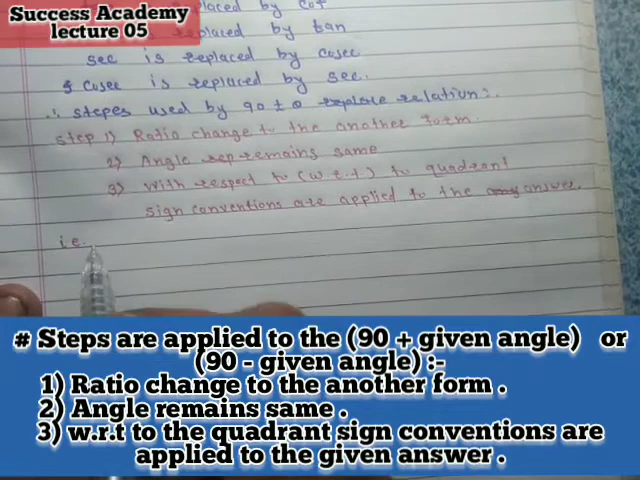 Success Academy
lecture 05
replaced by cot
replaced by tan
sec is replaced by cosec
& cosec is replaced by sec.
∴ stepes used by 90 ± θ relation:-
step 1) Ratio change to the another form.
2) Angle remains same
3) with respect to (w.r.t) to quadrant
sign conventions are applied to the answer.
i.e.
# Steps are applied to the (90 + given angle) or
(90 - given angle) :-
1) Ratio change to the another form .
2) Angle remains same .
3) w.r.t to the quadrant sign conventions are
applied to the given answer .